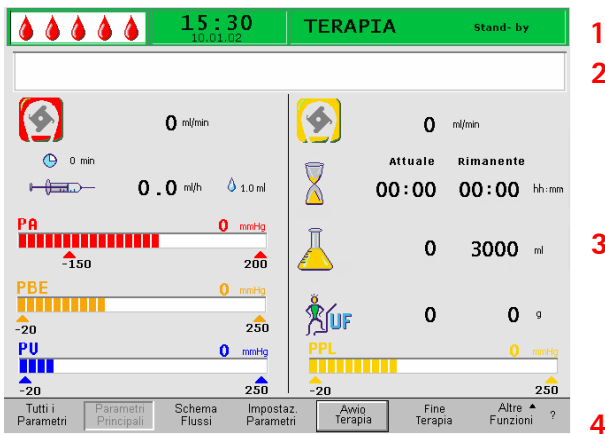 15:30
10.01.02
TERAPIA
Stand- by
1
2
0 ml/min
0 min
0.0 ml/h 1.0 ml
PA 0 mmHg
-150 200
PBE 0 mmHg
-20 250
PV 0 mmHg
-20 250
0 ml/min
Attuale Rimanente
00:00 00:00 hh:mm
0 3000 ml
3
UF 0 0 g
PPL 0 mmHg
-20 250
Tutti i Parametri
Parametri Principali
Schema Flussi
Impostaz. Parametri
Avvio Terapia
Fine Terapia
Altre Funzioni
?
4